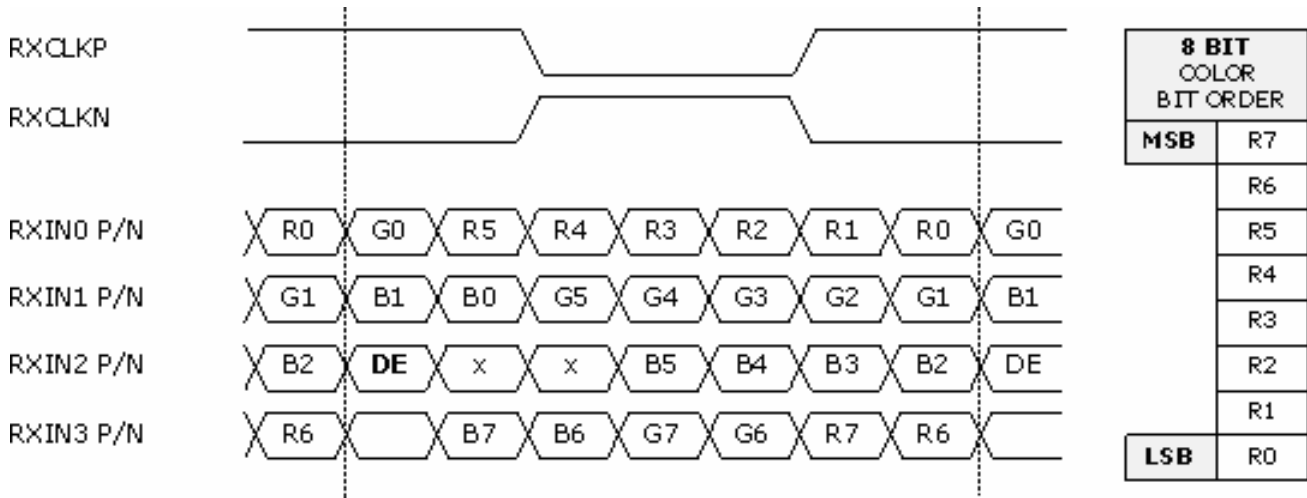 RXCLKP
RXCLKN
RXIN0 P/N R0 G0 R5 R4 R3 R2 R1 R0 G0
RXIN1 P/N G1 B1 B0 G5 G4 G3 G2 G1 B1
RXIN2 P/N B2 DE x x B5 B4 B3 B2 DE
RXIN3 P/N R6 B7 B6 G7 G6 R7 R6
8 BIT
COLOR
BIT ORDER
MSB R7
R6
R5
R4
R3
R2
R1
LSB R0